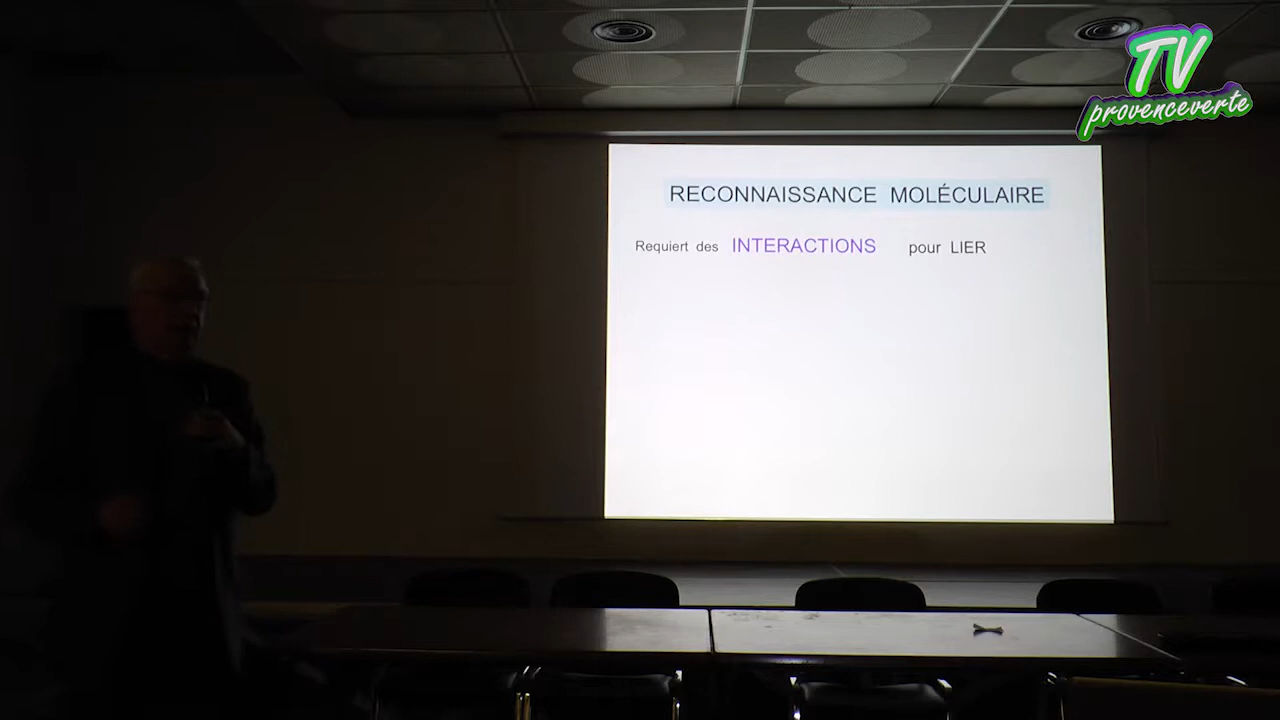 TV
provenceverte
RECONNAISSANCE MOLÉCULAIRE
Requiert des INTERACTIONS pour LIER